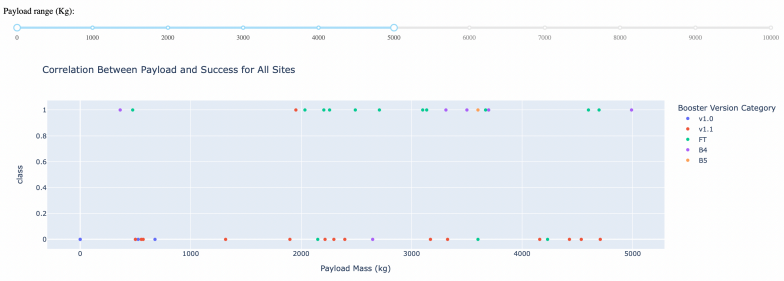 Payload range (Kg):
0 1000 2000 3000 4000 5000 6000 7000 8000 9000 10000
Correlation Between Payload and Success for All Sites
Booster Version Category
v1.0
v1.1
FT
B4
B5
class
1
0.8
0.6
0.4
0.2
0
0 1000 2000 3000 4000 5000
Payload Mass (kg)